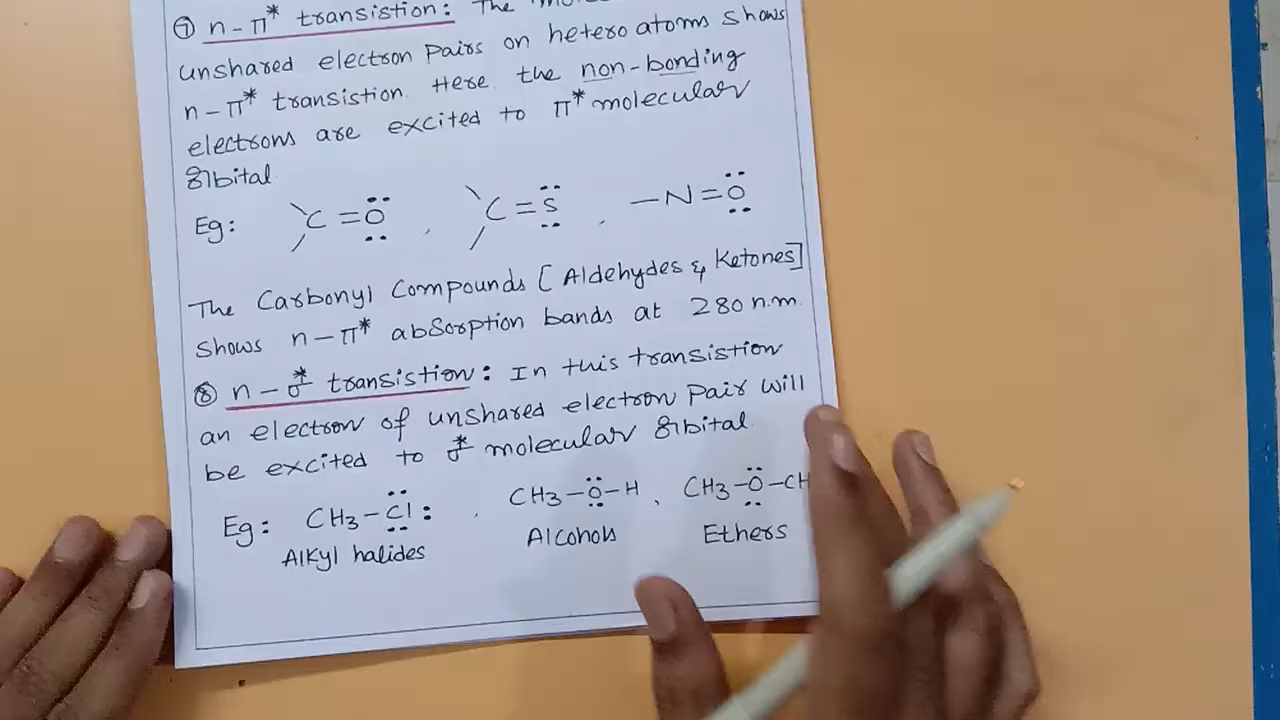 ⑦ n-π* transistion: The
unshared electron pairs on hetero atoms shows
n-π* transistion. Here, the non-bonding
electrons are excited to π* molecular
orbital
Eg: C=O, C=S, -N=O
The Carbonyl Compounds [Aldehydes & Ketones]
shows n-π* absorption bands at 280 n.m.
⑧ n-σ* transistion: In this transistion
an electron of unshared electron pair will
be excited to σ* molecular orbital.
Eg: CH3-Cl:, CH3-O-H, CH3-O-CH
Alkyl halides Alcohols Ethers